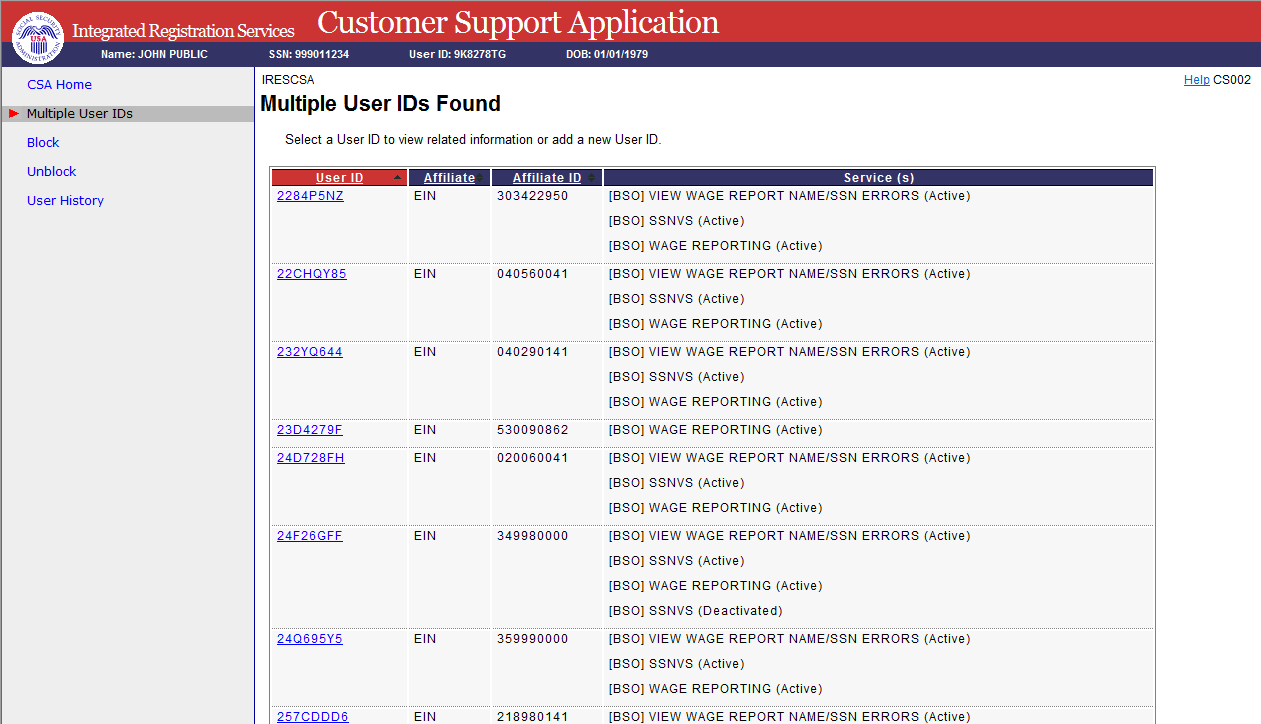 SOCIAL SECURITY ADMINISTRATION
USA
Integrated Registration Services Customer Support Application
Name: JOHN PUBLIC SSN: 999011234 User ID: 9K8278TG DOB: 01/01/1979
CSA Home
Multiple User IDs
Block
Unblock
User History
IRESCSA Help CS002
Multiple User IDs Found
Select a User ID to view related information or add a new User ID.
User ID Affiliate Affiliate ID Service (s)
2284P5NZ EIN 303422950 [BSO] VIEW WAGE REPORT NAME/SSN ERRORS (Active)
[BSO] SSNVS (Active)
[BSO] WAGE REPORTING (Active)
22CHQY85 EIN 040560041 [BSO] VIEW WAGE REPORT NAME/SSN ERRORS (Active)
[BSO] SSNVS (Active)
[BSO] WAGE REPORTING (Active)
232YQ644 EIN 040290141 [BSO] VIEW WAGE REPORT NAME/SSN ERRORS (Active)
[BSO] SSNVS (Active)
[BSO] WAGE REPORTING (Active)
23D4279F EIN 530090862 [BSO] WAGE REPORTING (Active)
24D728FH EIN 020060041 [BSO] VIEW WAGE REPORT NAME/SSN ERRORS (Active)
[BSO] SSNVS (Active)
[BSO] WAGE REPORTING (Active)
24F26GFF EIN 349980000 [BSO] VIEW WAGE REPORT NAME/SSN ERRORS (Active)
[BSO] SSNVS (Active)
[BSO] WAGE REPORTING (Active)
[BSO] SSNVS (Deactivated)
24Q695Y5 EIN 359990000 [BSO] VIEW WAGE REPORT NAME/SSN ERRORS (Active)
[BSO] SSNVS (Active)
[BSO] WAGE REPORTING (Active)
257CDDD6 EIN 218980141 [BSO] VIEW WAGE REPORT NAME/SSN ERRORS (Active)